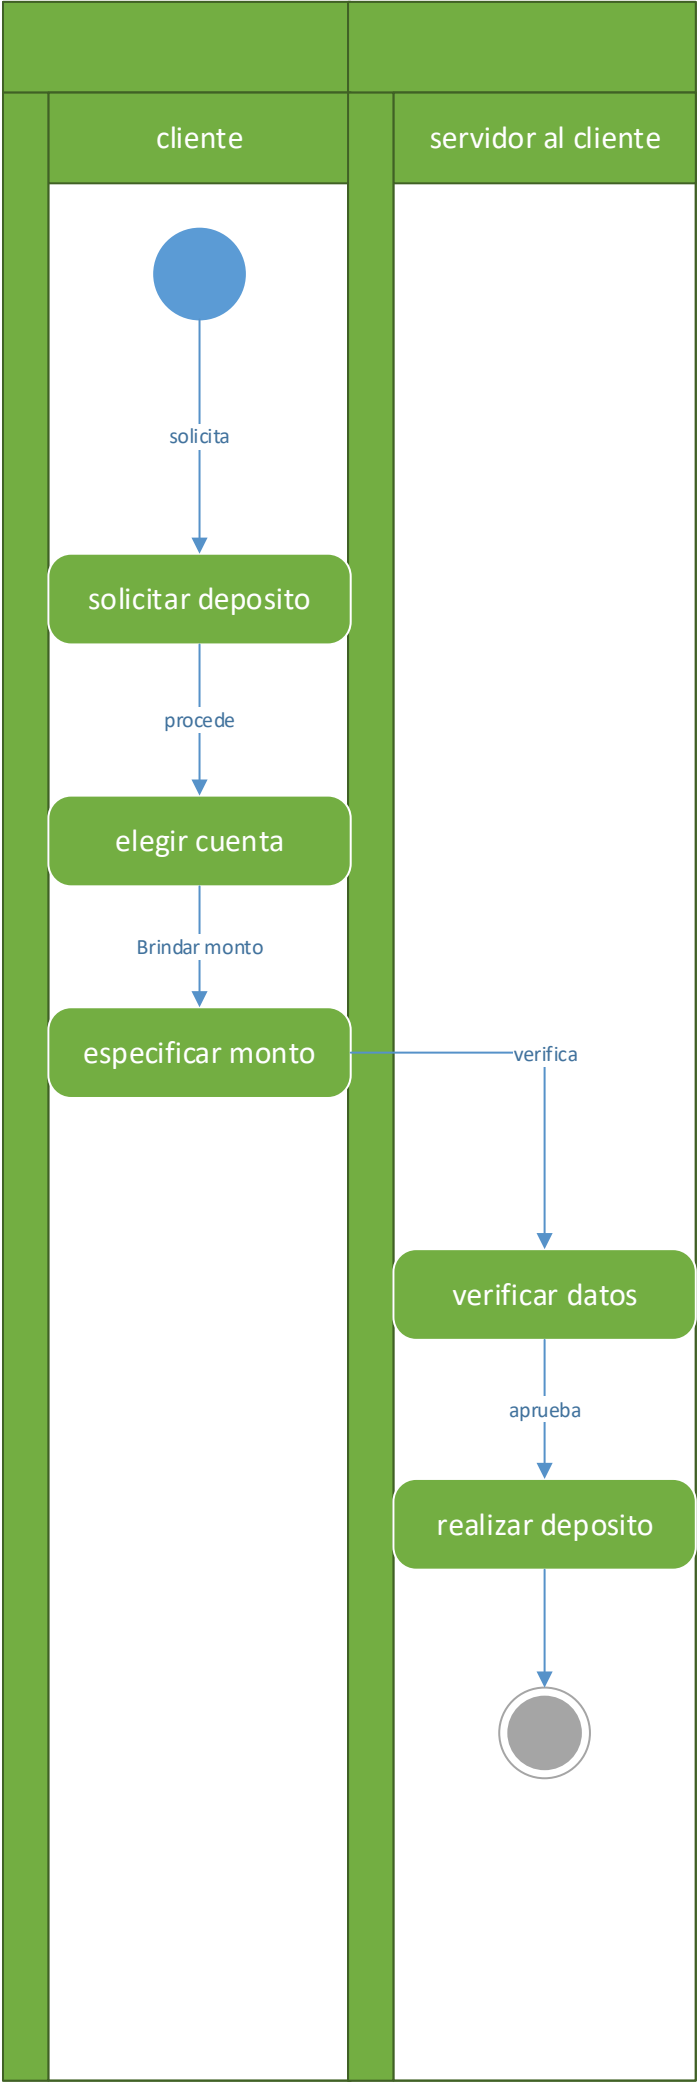 cliente
servidor al cliente
solicita
solicitar deposito
procede
elegir cuenta
Brindar monto
especificar monto
verifica
verificar datos
aprueba
realizar deposito